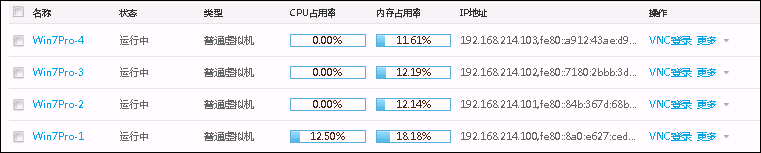 名称 状态 类型 CPU占用率 内存占用率 IP地址 操作
Win7Pro-4 运行中 普通虚拟机 0.00% 11.61% 192.168.214.103,fe80::a912:43ae:d9... VNC登录 更多
Win7Pro-3 运行中 普通虚拟机 0.00% 12.19% 192.168.214.102,fe80::7180:2bbb:3d... VNC登录 更多
Win7Pro-2 运行中 普通虚拟机 0.00% 12.14% 192.168.214.101,fe80::84b:367d:68b... VNC登录 更多
Win7Pro-1 运行中 普通虚拟机 12.50% 18.18% 192.168.214.100,fe80::8a0:e627:ced... VNC登录 更多